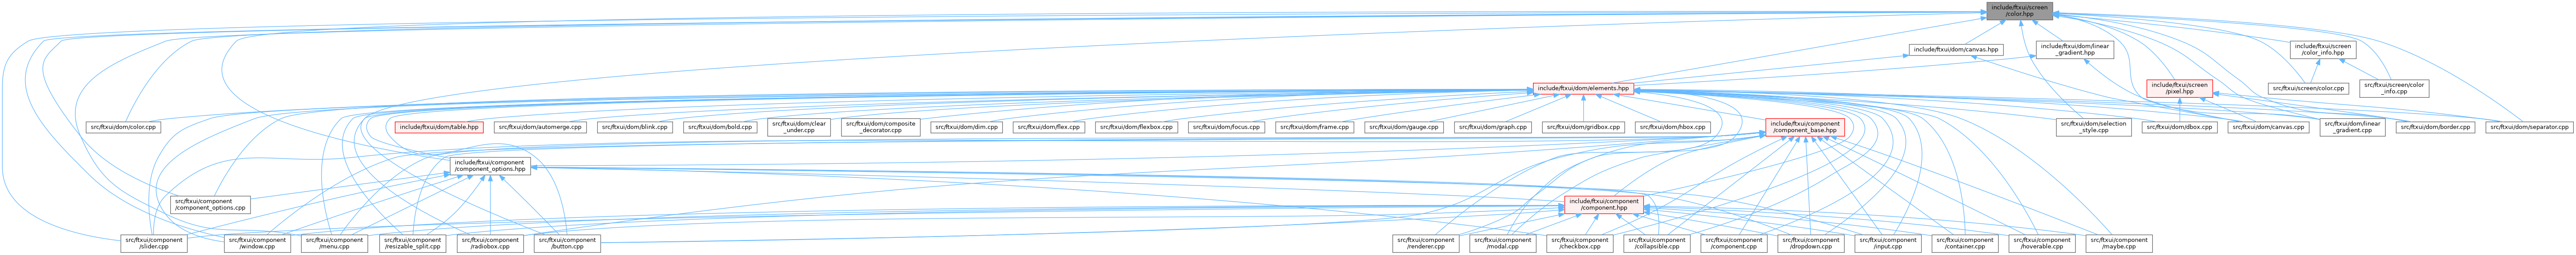 include/ftxui/screen
/color.hpp
include/ftxui/dom/canvas.hpp
include/ftxui/dom/linear
_gradient.hpp
include/ftxui/screen
/color_info.hpp
include/ftxui/dom/elements.hpp
include/ftxui/screen
/pixel.hpp
src/ftxui/screen/color.cpp
src/ftxui/screen/color
_info.cpp
src/ftxui/dom/color.cpp
include/ftxui/dom/table.hpp
src/ftxui/dom/automerge.cpp
src/ftxui/dom/blink.cpp
src/ftxui/dom/bold.cpp
src/ftxui/dom/clear
_under.cpp
src/ftxui/dom/composite
_decorator.cpp
src/ftxui/dom/dim.cpp
src/ftxui/dom/flex.cpp
src/ftxui/dom/flexbox.cpp
src/ftxui/dom/focus.cpp
src/ftxui/dom/frame.cpp
src/ftxui/dom/gauge.cpp
src/ftxui/dom/graph.cpp
src/ftxui/dom/gridbox.cpp
src/ftxui/dom/hbox.cpp
include/ftxui/component
/component_base.hpp
src/ftxui/dom/selection
_style.cpp
src/ftxui/dom/dbox.cpp
src/ftxui/dom/canvas.cpp
src/ftxui/dom/linear
_gradient.cpp
src/ftxui/dom/border.cpp
src/ftxui/dom/separator.cpp
include/ftxui/component
/component_options.hpp
src/ftxui/component
/component_options.cpp
include/ftxui/component
/component.hpp
src/ftxui/component
/slider.cpp
src/ftxui/component
/window.cpp
src/ftxui/component
/menu.cpp
src/ftxui/component
/resizable_split.cpp
src/ftxui/component
/radiobox.cpp
src/ftxui/component
/button.cpp
src/ftxui/component
/renderer.cpp
src/ftxui/component
/modal.cpp
src/ftxui/component
/checkbox.cpp
src/ftxui/component
/collapsible.cpp
src/ftxui/component
/component.cpp
src/ftxui/component
/dropdown.cpp
src/ftxui/component
/input.cpp
src/ftxui/component
/container.cpp
src/ftxui/component
/hoverable.cpp
src/ftxui/component
/maybe.cpp